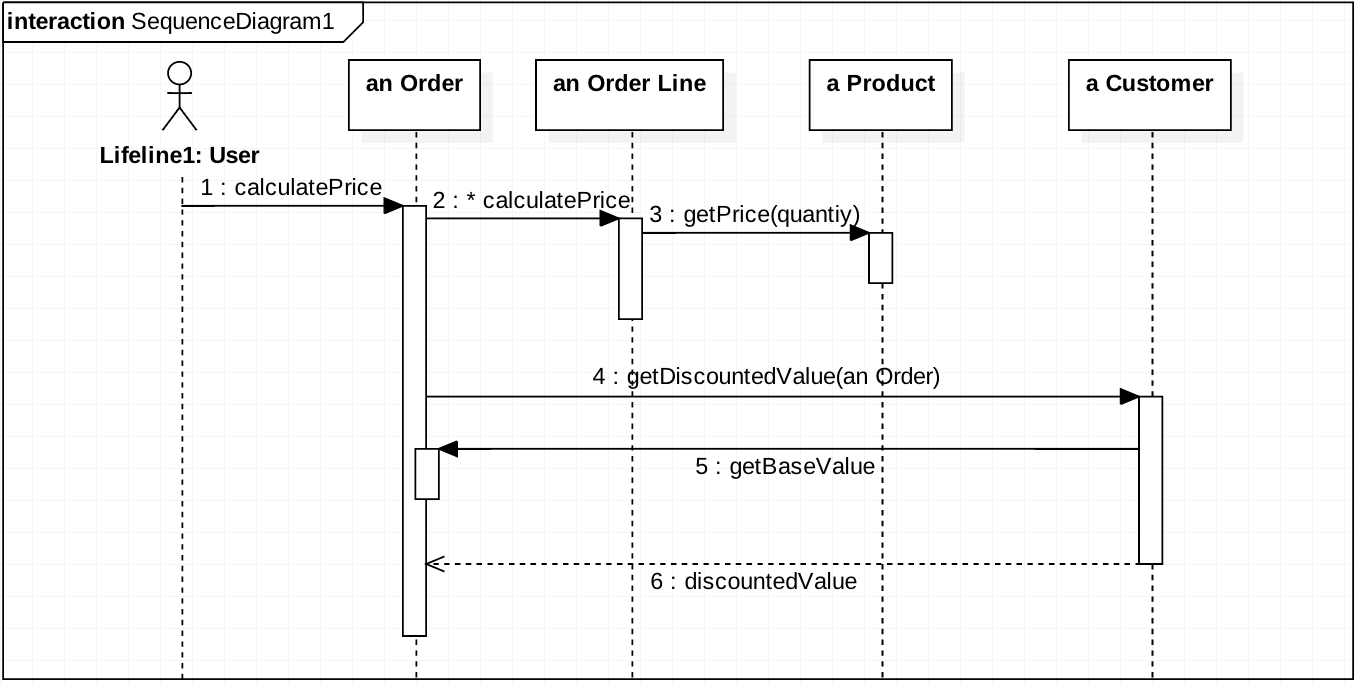 interaction SequenceDiagram1
an Order
an Order Line
a Product
a Customer
Lifeline1: User
1 : calculatePrice
2 : * calculatePrice
3 : getPrice(quantiy)
4 : getDiscountedValue(an Order)
5 : getBaseValue
6 : discountedValue